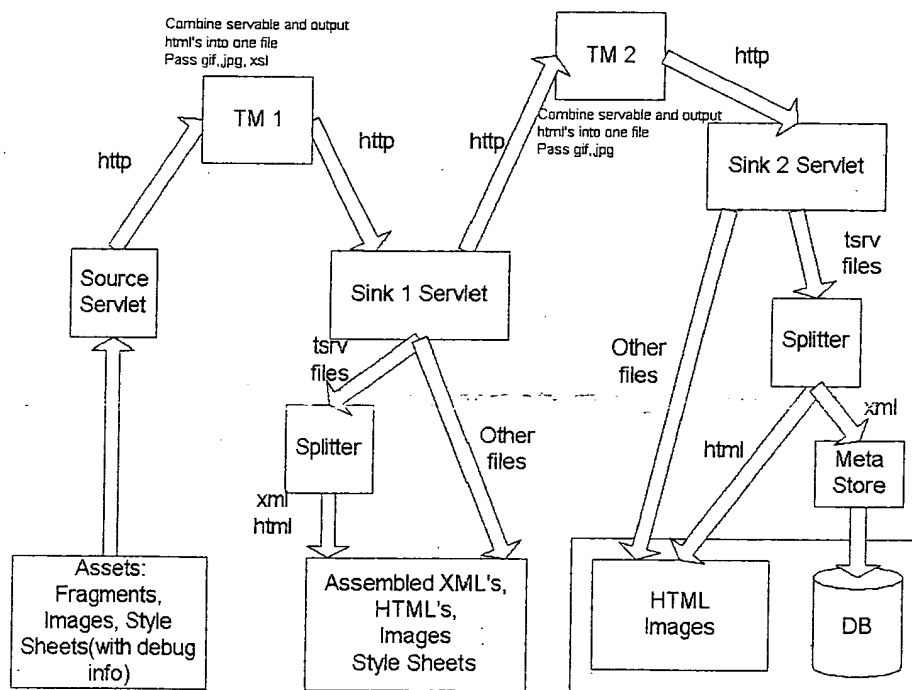 Combine servable and output
html's into one file
Pass gif,.jpg, xsl
TM 1
http
http
Source
Servlet
Assets:
Fragments,
Images, Style
Sheets(with debug
info)
Sink 1 Servlet
tsrv
files
Splitter
xml
html
Other
files
Assembled XML's,
HTML's,
Images
Style Sheets
http
TM 2
http
Combine servable and output
html's into one file
Pass gif,.jpg
Sink 2 Servlet
tsrv
files
Other
files
Splitter
html
xml
Meta
Store
HTML
Images
DB